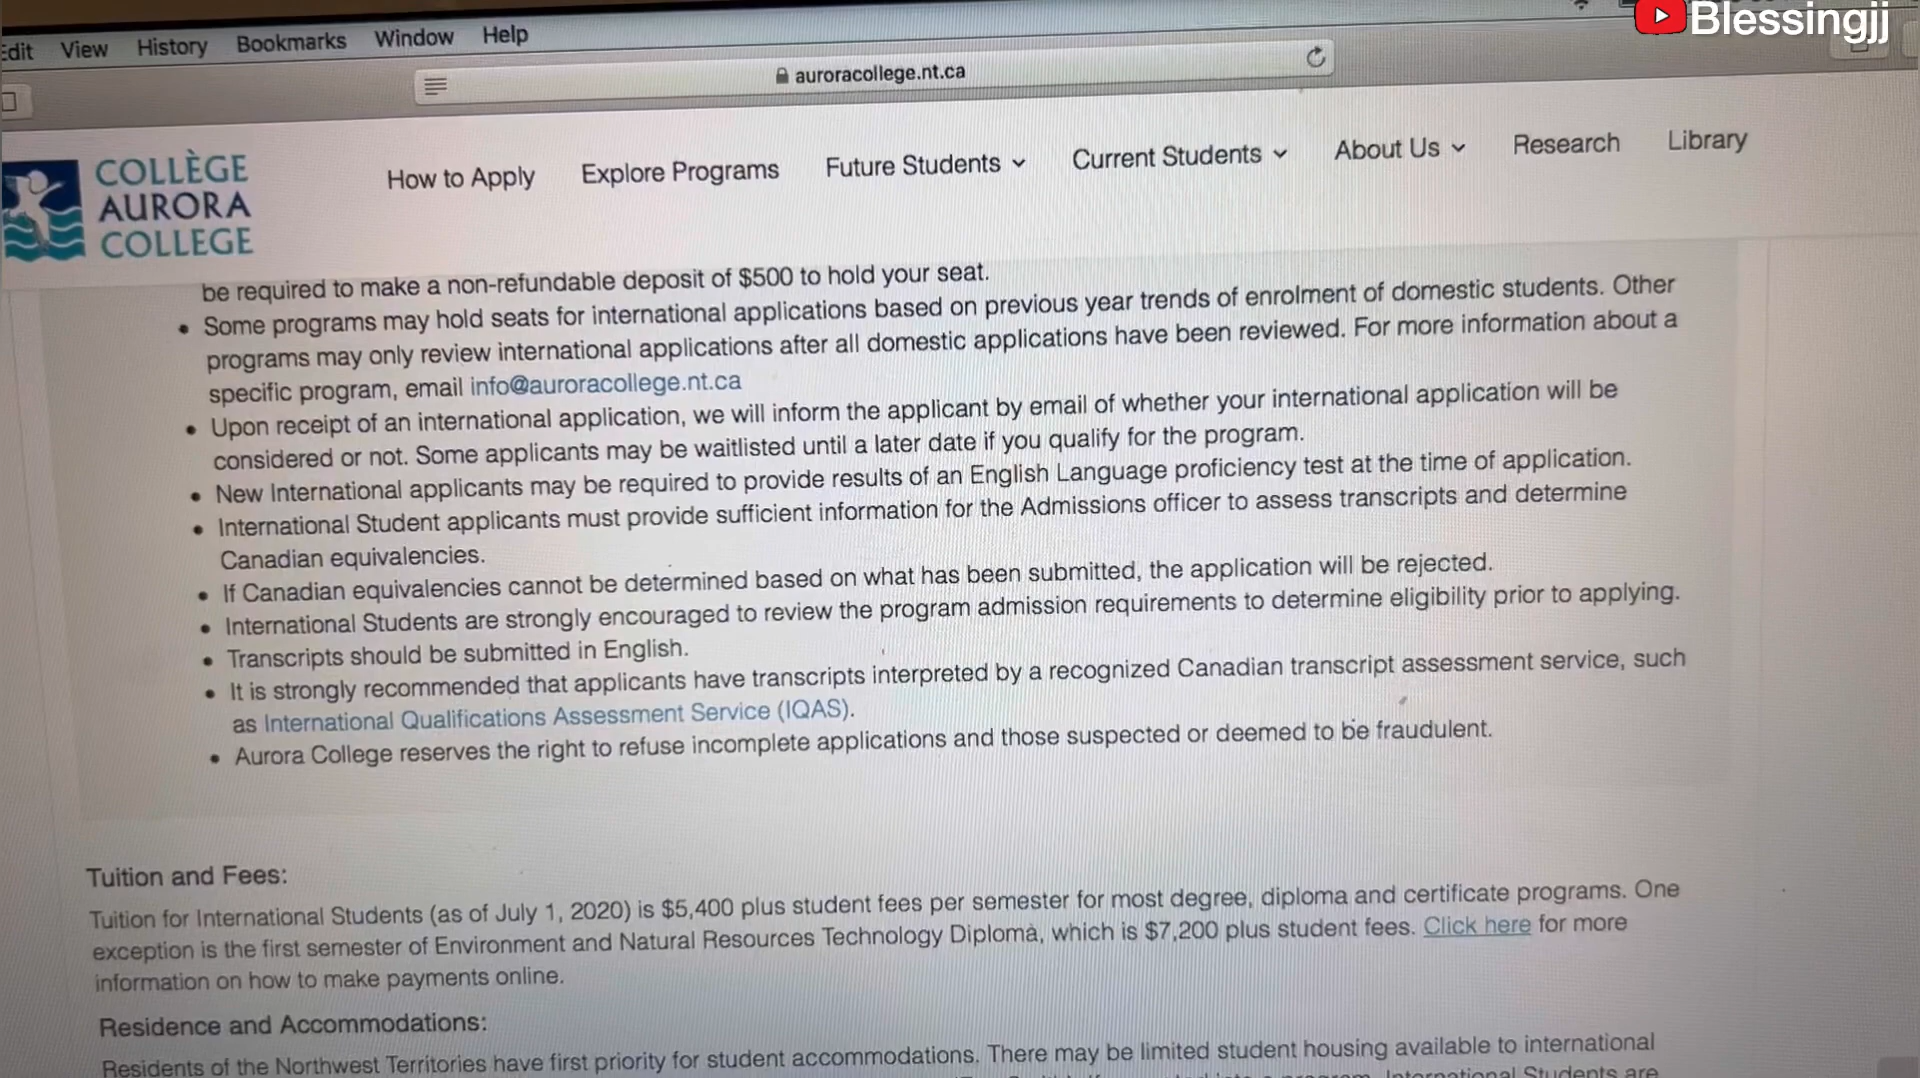 Edit View History Bookmarks Window Help
Blessingjj
auroracollege.nt.ca
COLLÈGE
AURORA
COLLEGE
How to Apply Explore Programs Future Students Current Students About Us Research Library
be required to make a non-refundable deposit of $500 to hold your seat.
• Some programs may hold seats for international applications based on previous year trends of enrolment of domestic students. Other
programs may only review international applications after all domestic applications have been reviewed. For more information about a
specific program, email info@auroracollege.nt.ca
• Upon receipt of an international application, we will inform the applicant by email of whether your international application will be
considered or not. Some applicants may be waitlisted until a later date if you qualify for the program.
• New International applicants may be required to provide results of an English Language proficiency test at the time of application.
• International Student applicants must provide sufficient information for the Admissions officer to assess transcripts and determine
Canadian equivalencies.
• If Canadian equivalencies cannot be determined based on what has been submitted, the application will be rejected.
• International Students are strongly encouraged to review the program admission requirements to determine eligibility prior to applying.
• Transcripts should be submitted in English.
• It is strongly recommended that applicants have transcripts interpreted by a recognized Canadian transcript assessment service, such
as International Qualifications Assessment Service (IQAS).
• Aurora College reserves the right to refuse incomplete applications and those suspected or deemed to be fraudulent.
Tuition and Fees:
Tuition for International Students (as of July 1, 2020) is $5,400 plus student fees per semester for most degree, diploma and certificate programs. One
exception is the first semester of Environment and Natural Resources Technology Diploma, which is $7,200 plus student fees. Click here for more
information on how to make payments online.
Residence and Accommodations:
Residents of the Northwest Territories have first priority for student accommodations. There may be limited student housing available to international
International Students are